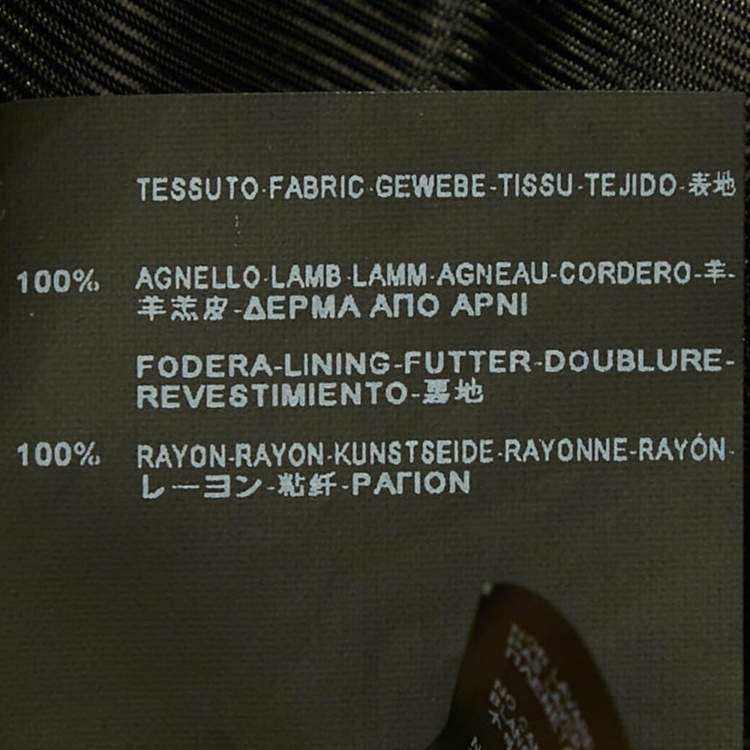 TESSUTO-FABRIC-GEWEBE-TISSU-TEJIDO-表地
100% AGNELLO-LAMB-LAMM-AGNEAU-CORDERO-羊-
羊羔皮-ΔΕΡΜΑ ΑΠΟ ΑΡΝΙ
FODERA-LINING-FUTTER-DOUBLURE-
REVESTIMIENTO-裏地
100% RAYON-RAYON-KUNSTSEIDE-RAYONNE-RAYÓN-
レーヨン-粘纤-ΡΑΓΙΟΝ